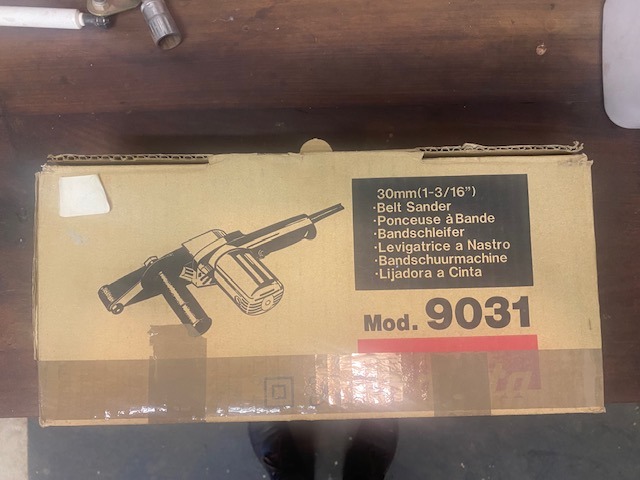 30mm(1-3/16")
·Belt Sander
·Ponceuse à Bande
·Bandschleifer
·Levigatrice a Nastro
·Bandschuurmachine
·Lijadora a Cinta
Mod. 9031